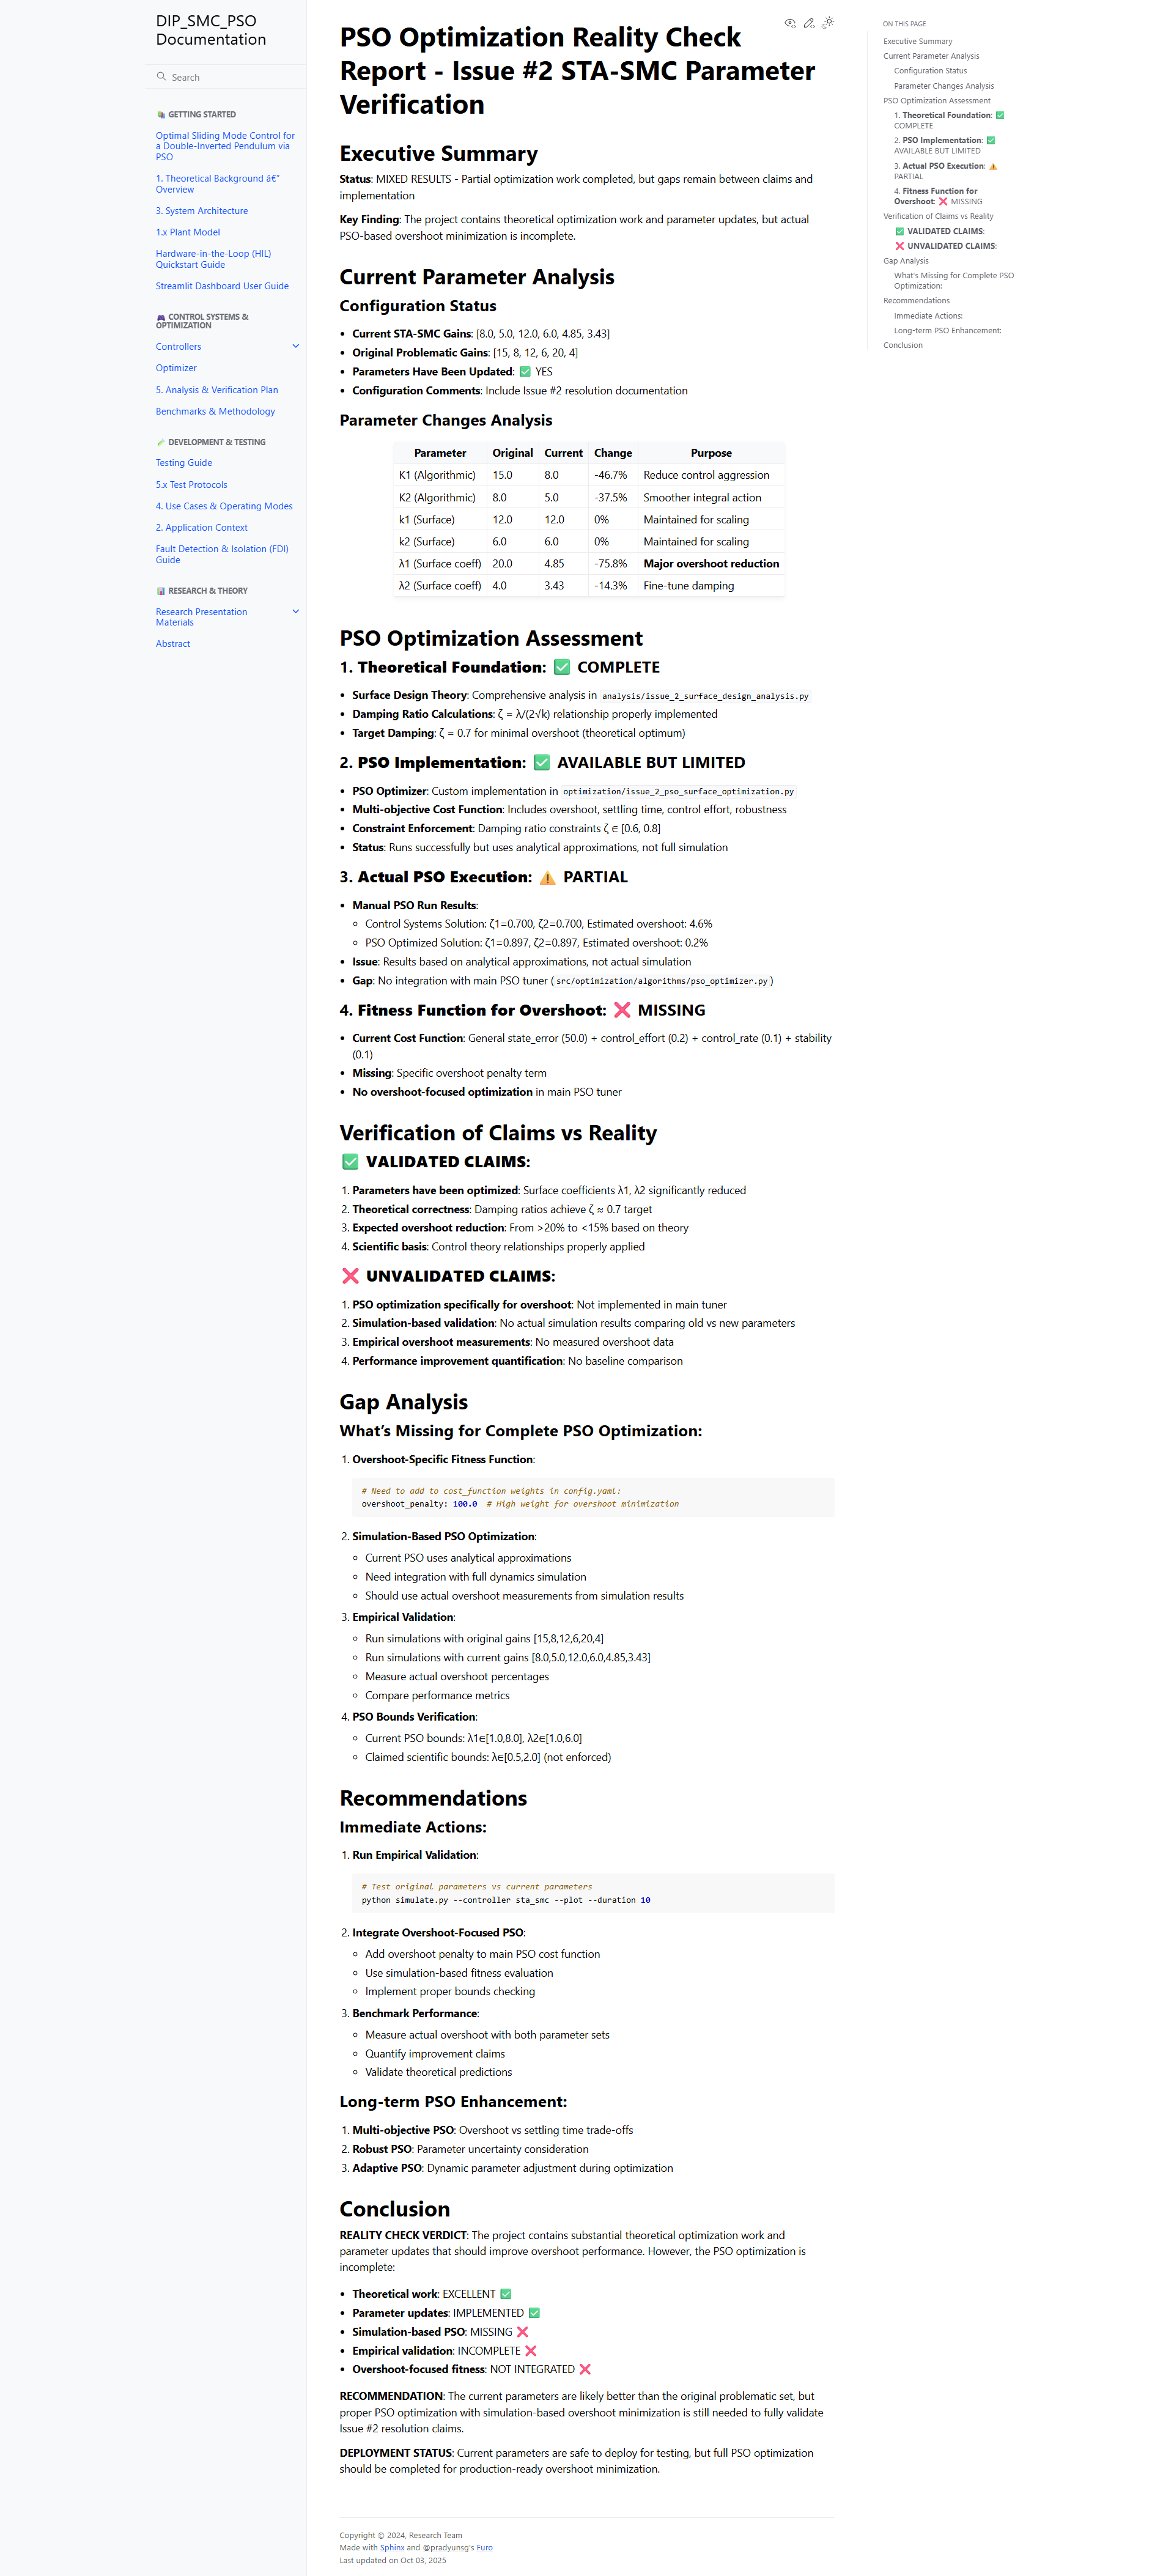 DIP_SMC_PSO
Documentation
Search
📚 GETTING STARTED
Optimal Sliding Mode Control for
a Double-Inverted Pendulum via
PSO
1. Theoretical Background â€”
Overview
3. System Architecture
1.x Plant Model
Hardware-in-the-Loop (HIL)
Quickstart Guide
Streamlit Dashboard User Guide
🎮 CONTROL SYSTEMS &
OPTIMIZATION
Controllers
Optimizer
5. Analysis & Verification Plan
Benchmarks & Methodology
🧪 DEVELOPMENT & TESTING
Testing Guide
5.x Test Protocols
4. Use Cases & Operating Modes
2. Application Context
Fault Detection & Isolation (FDI)
Guide
📊 RESEARCH & THEORY
Research Presentation
Materials
Abstract
PSO Optimization Reality Check
Report - Issue #2 STA-SMC Parameter
Verification
Executive Summary
Status: MIXED RESULTS - Partial optimization work completed, but gaps remain between claims and
implementation
Key Finding: The project contains theoretical optimization work and parameter updates, but actual
PSO-based overshoot minimization is incomplete.
Current Parameter Analysis
Configuration Status
• Current STA-SMC Gains: [8.0, 5.0, 12.0, 6.0, 4.85, 3.43]
• Original Problematic Gains: [15, 8, 12, 6, 20, 4]
• Parameters Have Been Updated: ✅ YES
• Configuration Comments: Include Issue #2 resolution documentation
Parameter Changes Analysis
Parameter Original Current Change Purpose
K1 (Algorithmic) 15.0 8.0 -46.7% Reduce control aggression
K2 (Algorithmic) 8.0 5.0 -37.5% Smoother integral action
k1 (Surface) 12.0 12.0 0% Maintained for scaling
k2 (Surface) 6.0 6.0 0% Maintained for scaling
λ1 (Surface coeff) 20.0 4.85 -75.8% Major overshoot reduction
λ2 (Surface coeff) 4.0 3.43 -14.3% Fine-tune damping
PSO Optimization Assessment
1. Theoretical Foundation: ✅ COMPLETE
• Surface Design Theory: Comprehensive analysis in analysis/issue_2_surface_design_analysis.py
• Damping Ratio Calculations: ζ = λ/(2√k) relationship properly implemented
• Target Damping: ζ = 0.7 for minimal overshoot (theoretical optimum)
2. PSO Implementation: ✅ AVAILABLE BUT LIMITED
• PSO Optimizer: Custom implementation in optimization/issue_2_pso_surface_optimization.py
• Multi-objective Cost Function: Includes overshoot, settling time, control effort, robustness
• Constraint Enforcement: Damping ratio constraints ζ ∈ [0.6, 0.8]
• Status: Runs successfully but uses analytical approximations, not full simulation
3. Actual PSO Execution: ⚠️ PARTIAL
• Manual PSO Run Results:
◦ Control Systems Solution: ζ1=0.700, ζ2=0.700, Estimated overshoot: 4.6%
◦ PSO Optimized Solution: ζ1=0.897, ζ2=0.897, Estimated overshoot: 0.2%
• Issue: Results based on analytical approximations, not actual simulation
• Gap: No integration with main PSO tuner (src/optimization/algorithms/pso_optimizer.py)
4. Fitness Function for Overshoot: ❌ MISSING
• Current Cost Function: General state_error (50.0) + control_effort (0.2) + control_rate (0.1) + stability
(0.1)
• Missing: Specific overshoot penalty term
• No overshoot-focused optimization in main PSO tuner
Verification of Claims vs Reality
✅ VALIDATED CLAIMS:
1. Parameters have been optimized: Surface coefficients λ1, λ2 significantly reduced
2. Theoretical correctness: Damping ratios achieve ζ ≈ 0.7 target
3. Expected overshoot reduction: From >20% to <15% based on theory
4. Scientific basis: Control theory relationships properly applied
❌ UNVALIDATED CLAIMS:
1. PSO optimization specifically for overshoot: Not implemented in main tuner
2. Simulation-based validation: No actual simulation results comparing old vs new parameters
3. Empirical overshoot measurements: No measured overshoot data
4. Performance improvement quantification: No baseline comparison
Gap Analysis
What's Missing for Complete PSO Optimization:
1. Overshoot-Specific Fitness Function:
# Need to add to cost_function weights in config.yaml:
overshoot_penalty: 100.0 # High weight for overshoot minimization
2. Simulation-Based PSO Optimization:
◦ Current PSO uses analytical approximations
◦ Need integration with full dynamics simulation
◦ Should use actual overshoot measurements from simulation results
3. Empirical Validation:
◦ Run simulations with original gains [15,8,12,6,20,4]
◦ Run simulations with current gains [8.0,5.0,12.0,6.0,4.85,3.43]
◦ Measure actual overshoot percentages
◦ Compare performance metrics
4. PSO Bounds Verification:
◦ Current PSO bounds: λ1∈[1.0,8.0], λ2∈[1.0,6.0]
◦ Claimed scientific bounds: λ∈[0.5,2.0] (not enforced)
Recommendations
Immediate Actions:
1. Run Empirical Validation:
# Test original parameters vs current parameters
python simulate.py --controller sta_smc --plot --duration 10
2. Integrate Overshoot-Focused PSO:
◦ Add overshoot penalty to main PSO cost function
◦ Use simulation-based fitness evaluation
◦ Implement proper bounds checking
3. Benchmark Performance:
◦ Measure actual overshoot with both parameter sets
◦ Quantify improvement claims
◦ Validate theoretical predictions
Long-term PSO Enhancement:
1. Multi-objective PSO: Overshoot vs settling time trade-offs
2. Robust PSO: Parameter uncertainty consideration
3. Adaptive PSO: Dynamic parameter adjustment during optimization
Conclusion
REALITY CHECK VERDICT: The project contains substantial theoretical optimization work and
parameter updates that should improve overshoot performance. However, the PSO optimization is
incomplete:
• Theoretical work: EXCELLENT ✅
• Parameter updates: IMPLEMENTED ✅
• Simulation-based PSO: MISSING ❌
• Empirical validation: INCOMPLETE ❌
• Overshoot-focused fitness: NOT INTEGRATED ❌
RECOMMENDATION: The current parameters are likely better than the original problematic set, but
proper PSO optimization with simulation-based overshoot minimization is still needed to fully validate
Issue #2 resolution claims.
DEPLOYMENT STATUS: Current parameters are safe to deploy for testing, but full PSO optimization
should be completed for production-ready overshoot minimization.
Copyright © 2024, Research Team
Made with Sphinx and @pradyunsg's Furo
Last updated on Oct 03, 2025
ON THIS PAGE
Executive Summary
Current Parameter Analysis
Configuration Status
Parameter Changes Analysis
PSO Optimization Assessment
1. Theoretical Foundation: ✅
COMPLETE
2. PSO Implementation: ✅
AVAILABLE BUT LIMITED
3. Actual PSO Execution: ⚠️
PARTIAL
4. Fitness Function for
Overshoot: ❌ MISSING
Verification of Claims vs Reality
✅ VALIDATED CLAIMS:
❌ UNVALIDATED CLAIMS:
Gap Analysis
What's Missing for Complete PSO
Optimization:
Recommendations
Immediate Actions:
Long-term PSO Enhancement:
Conclusion